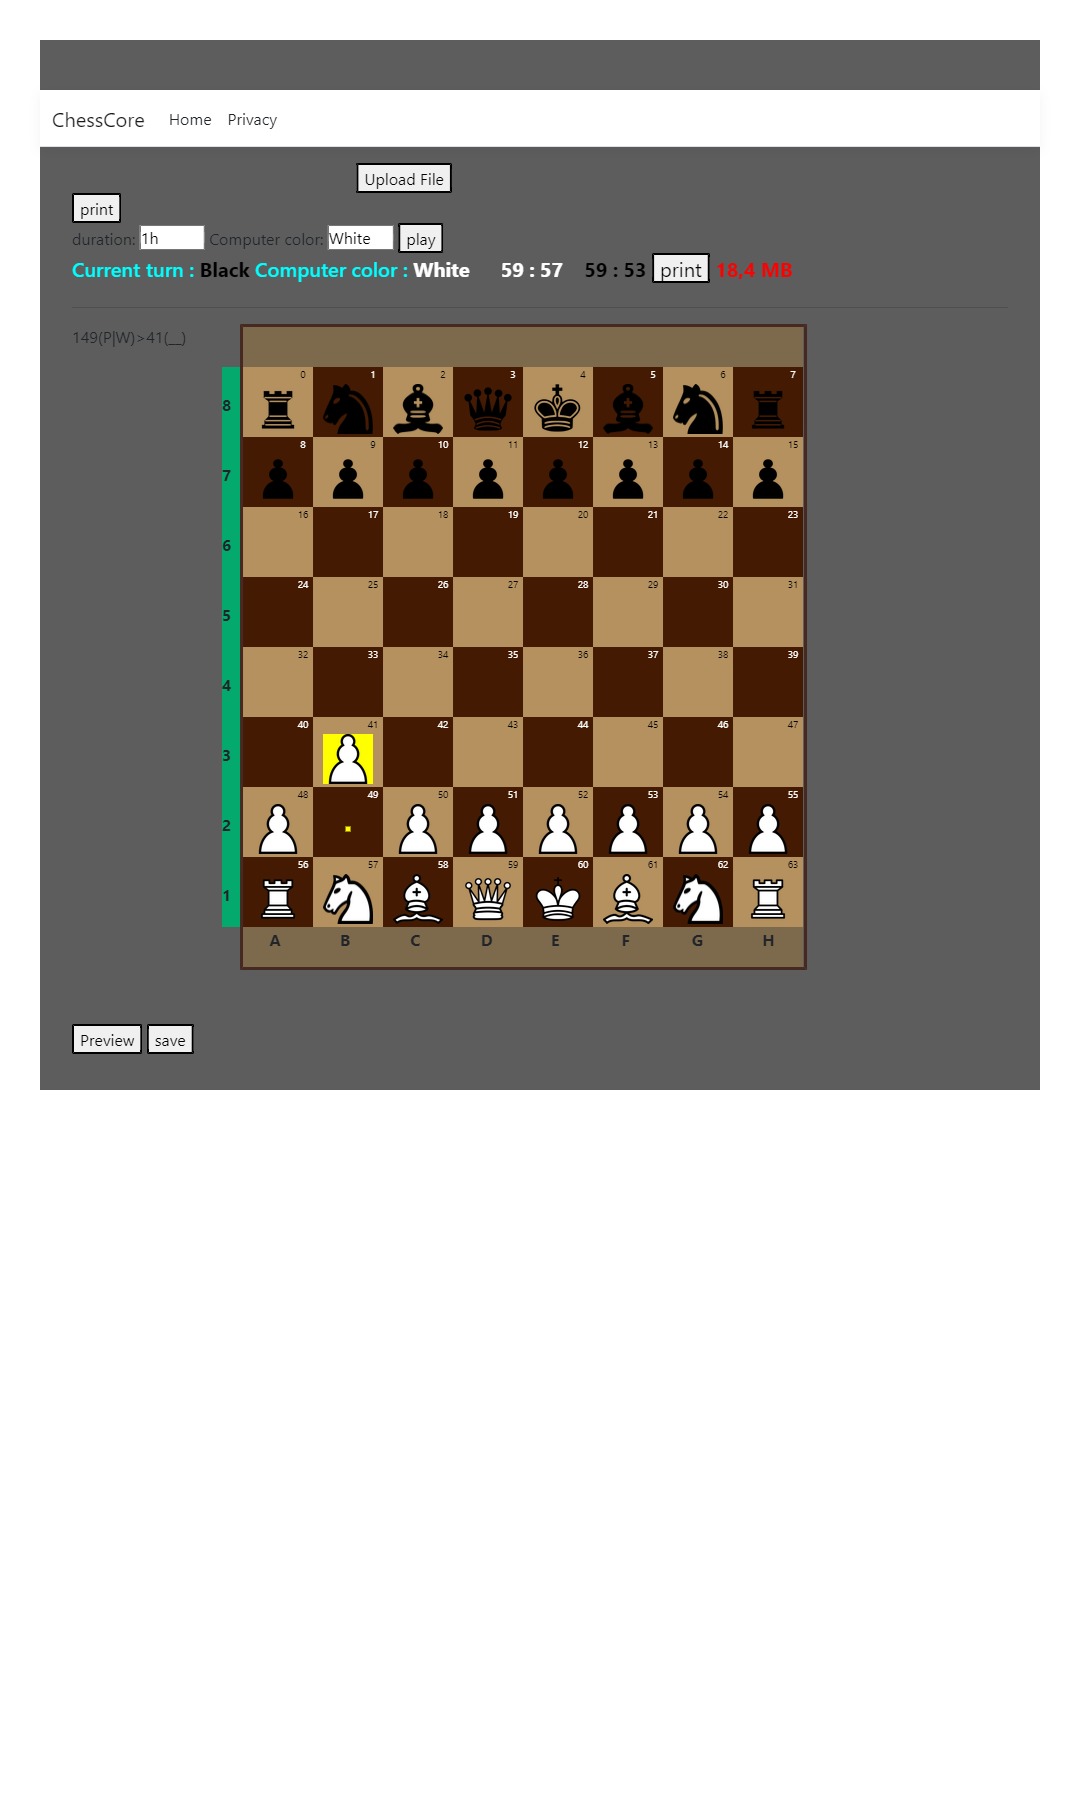 ChessCore Home Privacy
Upload File
print
duration: 1h Computer color: White play
Current turn : Black Computer color : White 59 : 57 59 : 53 print 18,4 MB
149(P|W)>41(__)
0 1 2 3 4 5 6 7
8
8 9 10 11 12 13 14 15
7
16 17 18 19 20 21 22 23
6
24 25 26 27 28 29 30 31
5
32 33 34 35 36 37 38 39
4
40 41 42 43 44 45 46 47
3
48 49 50 51 52 53 54 55
2
56 57 58 59 60 61 62 63
1
A B C D E F G H
Preview save